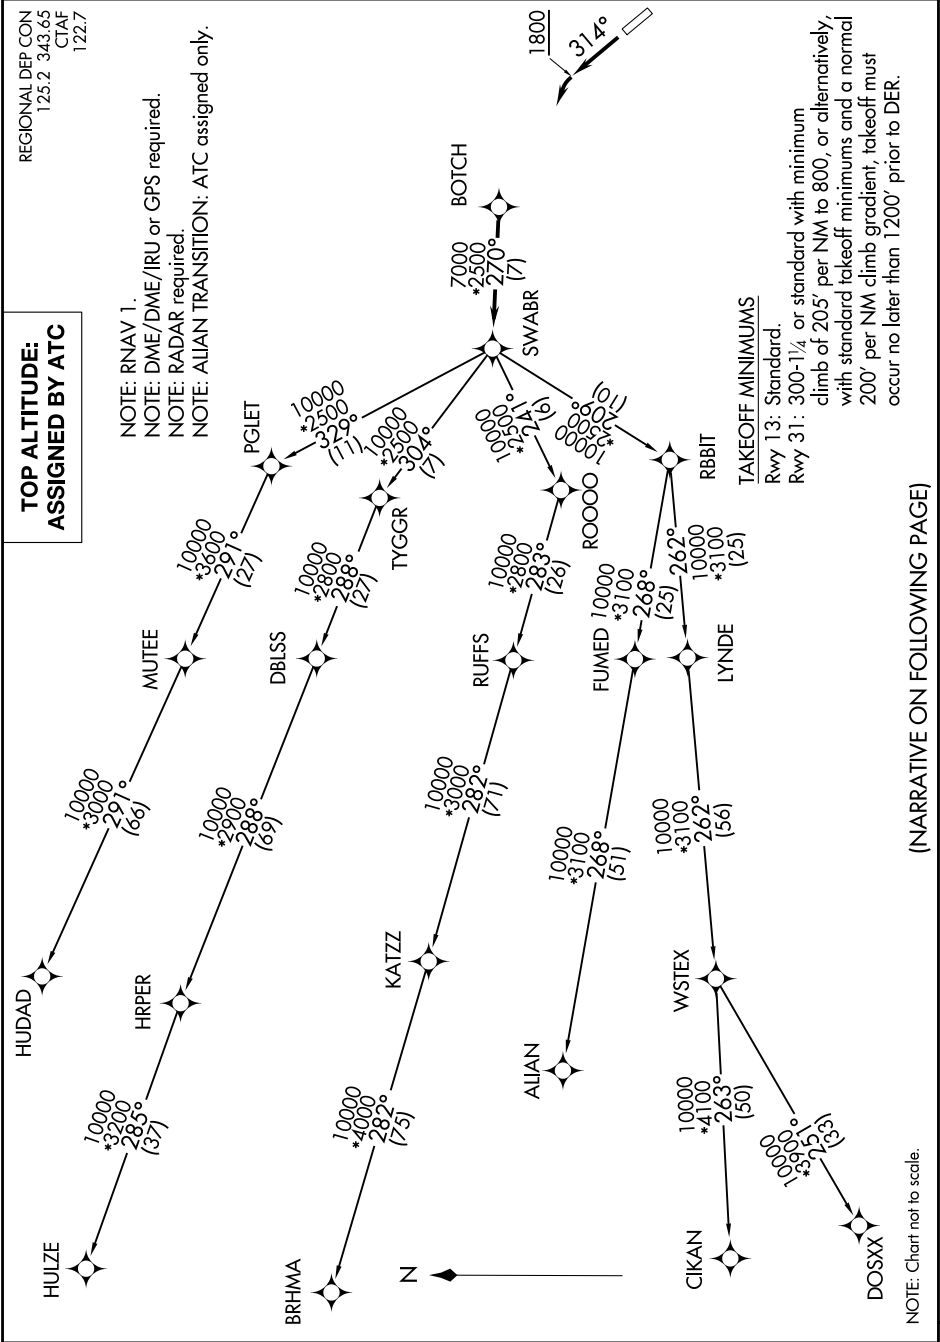 TOP ALTITUDE:
ASSIGNED BY ATC
REGIONAL DEP CON
125.2 343.65
CTAF
122.7
NOTE: RNAV 1.
NOTE: DME/DME/IRU or GPS required.
NOTE: RADAR required.
NOTE: ALIAN TRANSITION: ATC assigned only.
1800
314°
BOTCH
7000
*2500
270°
(7)
SWABR
10000
*2500
329°
(11)
PGLET
10000
*3600
291°
(27)
MUTEE
10000
*3000
291°
(66)
HUDAD
10000
*2500
304°
(7)
TYGGR
10000
*2800
288°
(27)
DBLSS
10000
*2900
288°
(69)
HRPER
10000
*3200
285°
(37)
HULZE
10000
*2500
241°
(9)
ROOOO
10000
*2800
283°
(26)
RUFFS
10000
*3000
282°
(71)
KATZZ
10000
*4000
282°
(75)
BRHMA
10000
*2500
(10)
RBBIT
10000
*3100
268°
(25)
FUMED
10000
*3100
268°
(51)
ALIAN
262°
10000
*3100
(25)
LYNDE
10000
*3100
262°
(56)
WSTEX
10000
*4100
263°
(50)
CIKAN
10000
*3900
251°
(33)
DOSXX
N
TAKEOFF MINIMUMS
Rwy 13: Standard.
Rwy 31: 300-1¼ or standard with minimum
climb of 205' per NM to 800, or alternatively,
with standard takeoff minimums and a normal
200' per NM climb gradient, takeoff must
occur no later than 1200' prior to DER.
NOTE: Chart not to scale.
(NARRATIVE ON FOLLOWING PAGE)